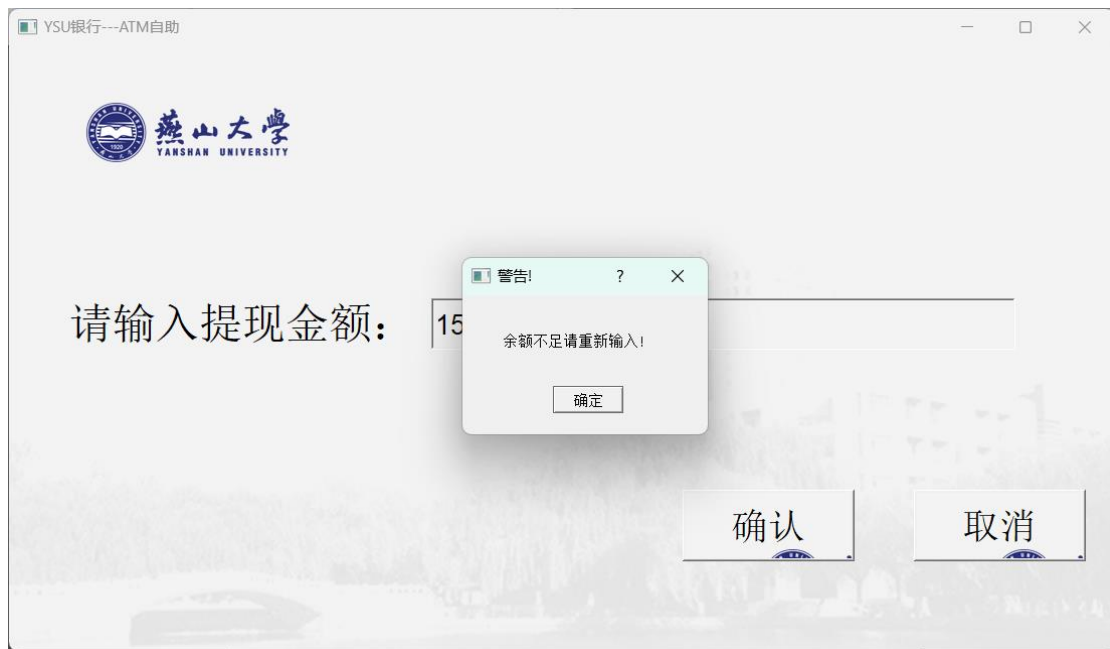 YSU银行---ATM自助
燕山大學
YANSHAN UNIVERSITY
警告!
请输入提现金额： 15
余额不足请重新输入!
确定
确认
取消